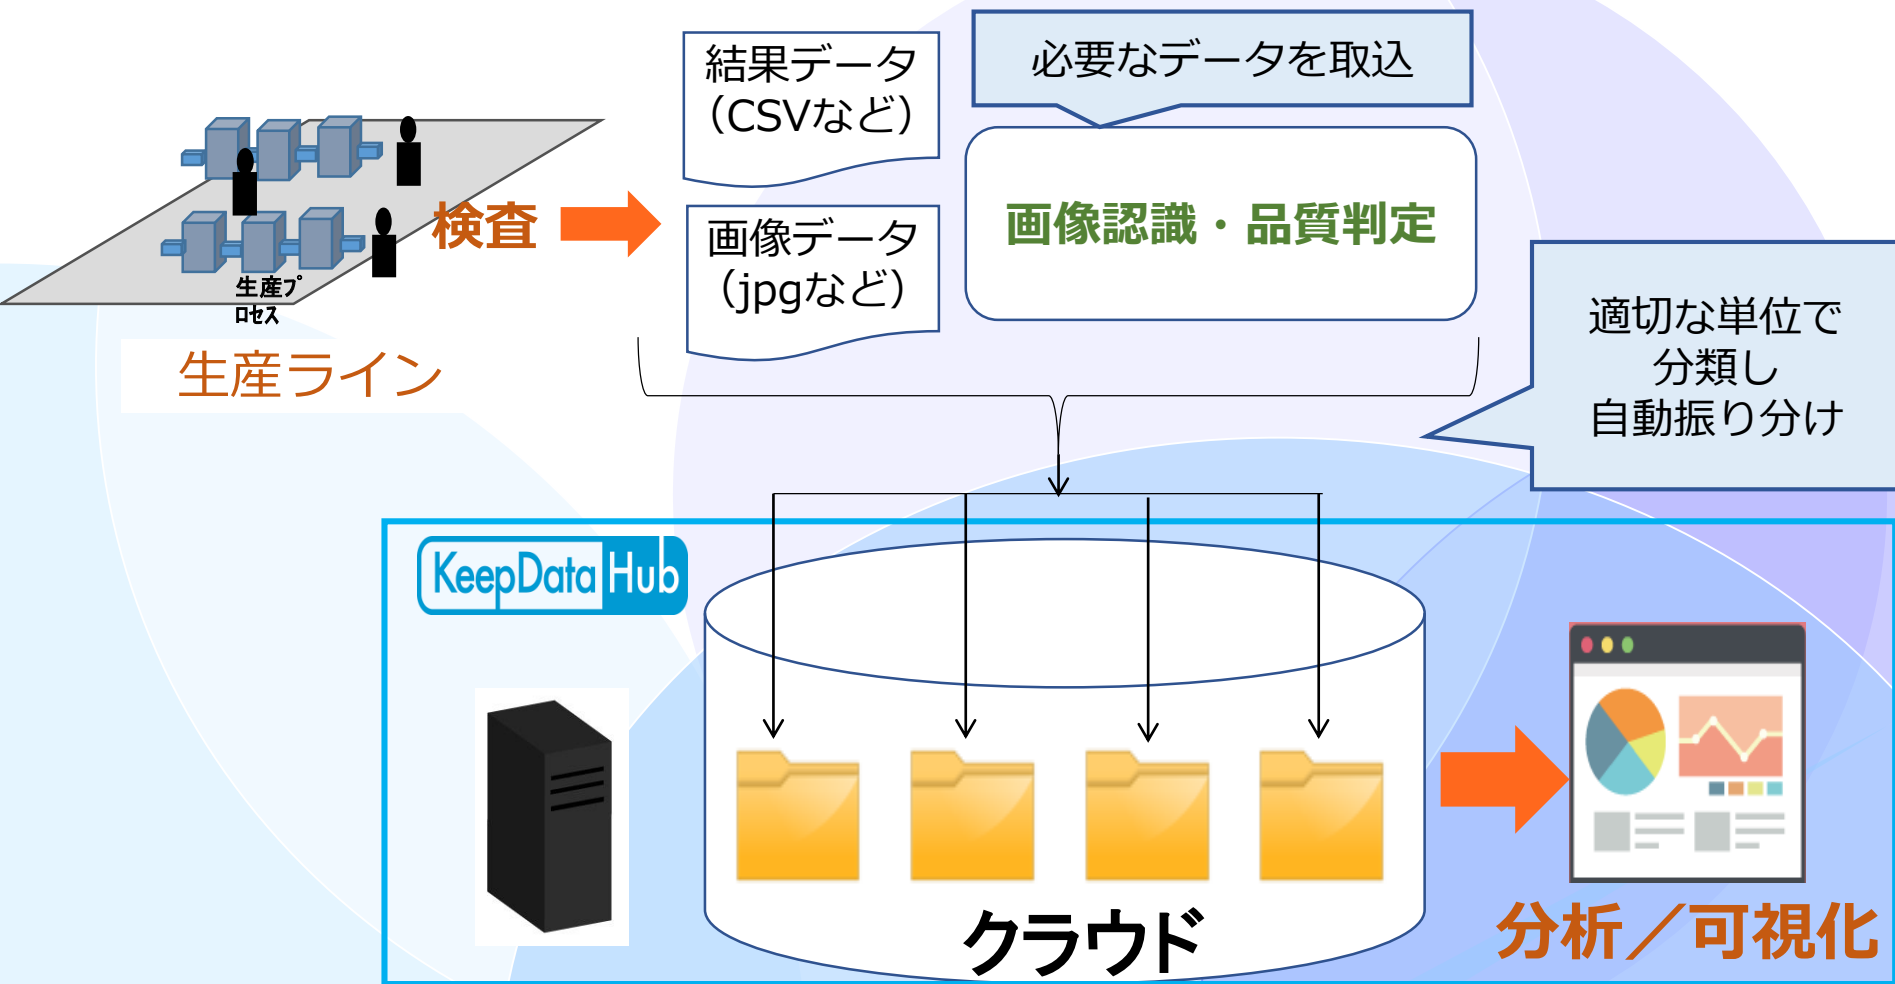 結果データ
（CSVなど）
必要なデータを取込
検査
画像データ
（jpgなど）
画像認識・品質判定
生産プ
ロセス
生産ライン
適切な単位で
分類し
自動振り分け
KeepData Hub
クラウド
分析／可視化